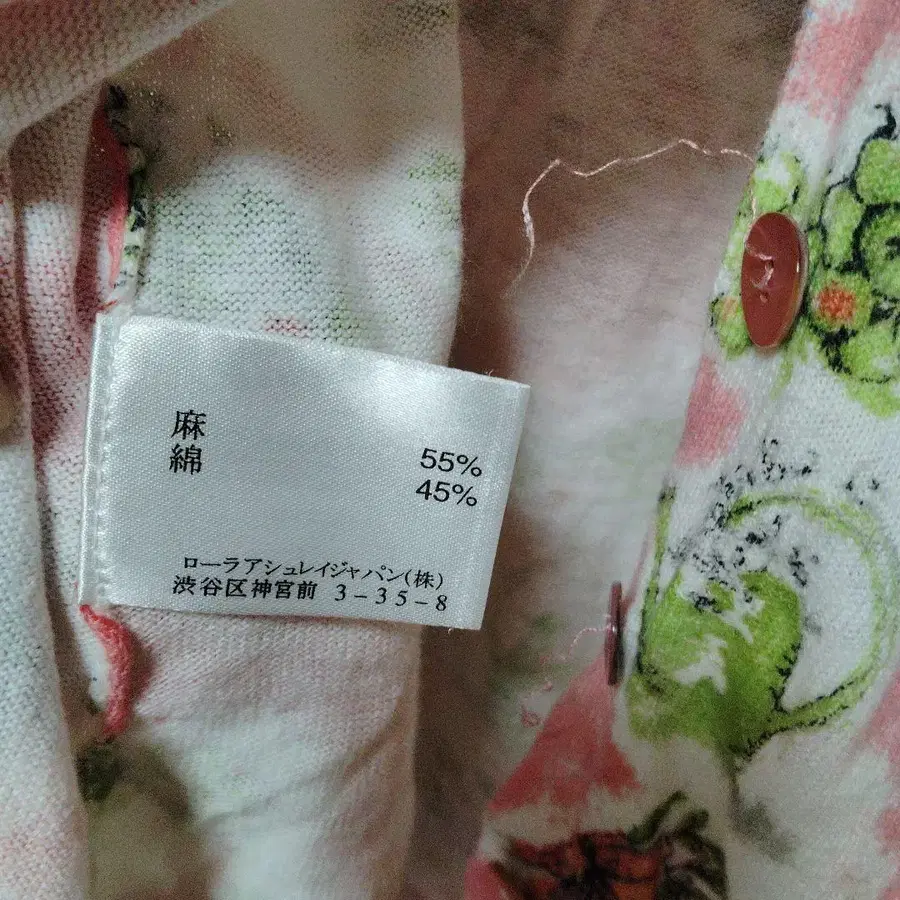 麻 55%
綿 45%
ローラアシュレイジャパン(株)
渋谷区神宮前 3-35-8